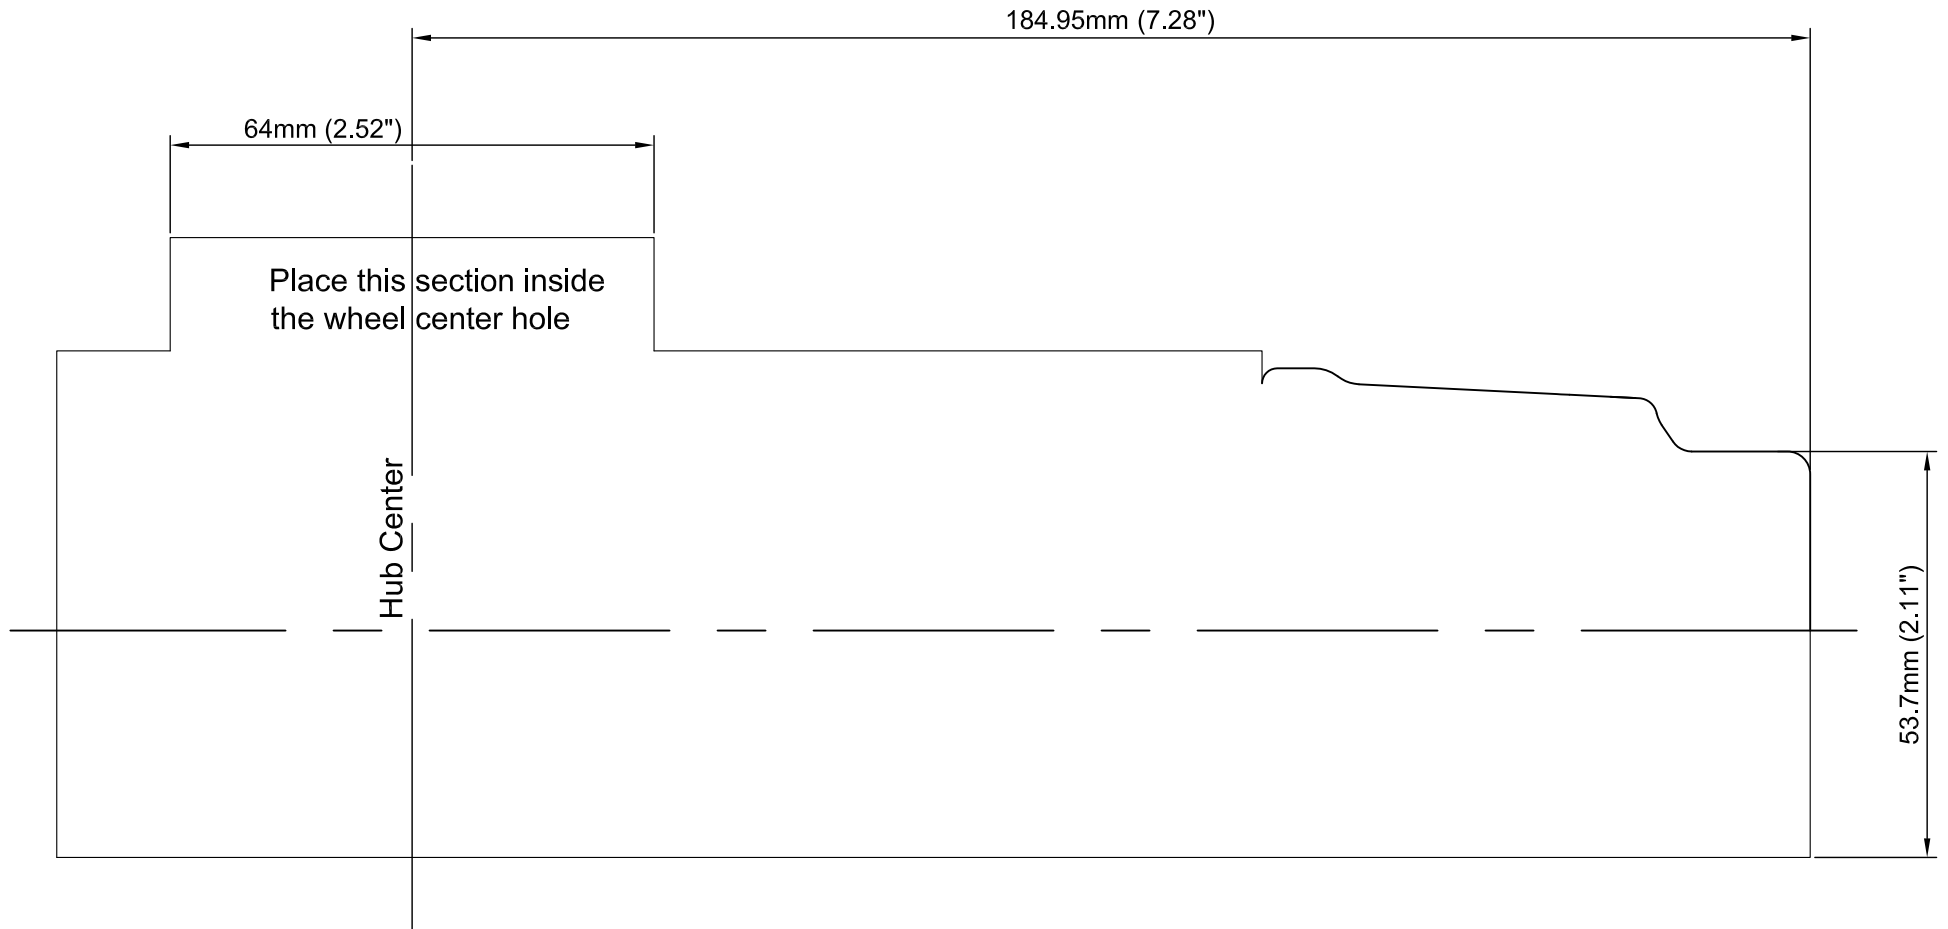 184.95mm (7.28")
64mm (2.52")
Place this section inside
the wheel center hole
Hub Center
53.7mm (2.11")